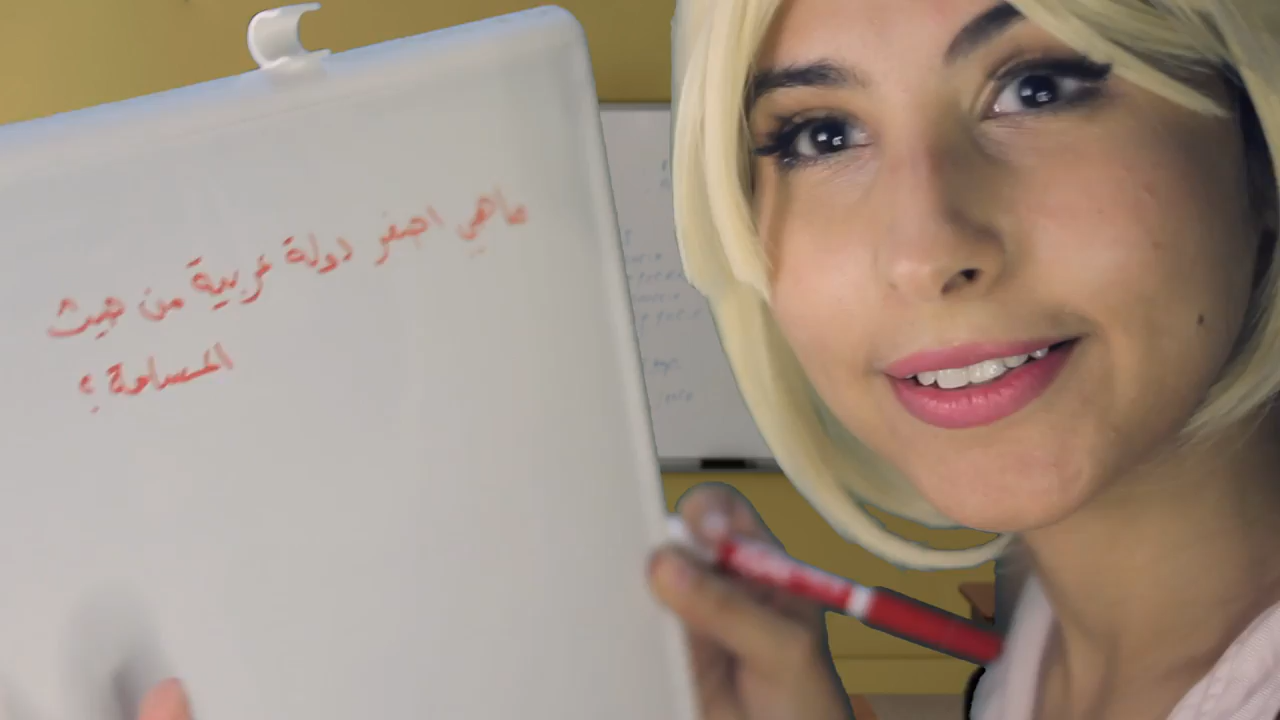 ماهي اصغر دولة عربية من حيث
المساحة ؟